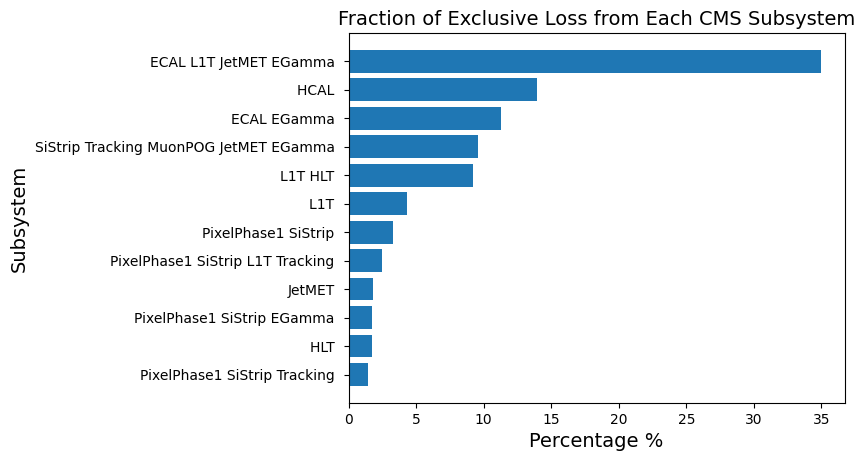 Fraction of Exclusive Loss from Each CMS Subsystem
ECAL L1T JetMET EGamma
HCAL
ECAL EGamma
SiStrip Tracking MuonPOG JetMET EGamma
L1T HLT
L1T
PixelPhase1 SiStrip
PixelPhase1 SiStrip L1T Tracking
JetMET
PixelPhase1 SiStrip EGamma
HLT
PixelPhase1 SiStrip Tracking
Subsystem
0 5 10 15 20 25 30 35
Percentage %